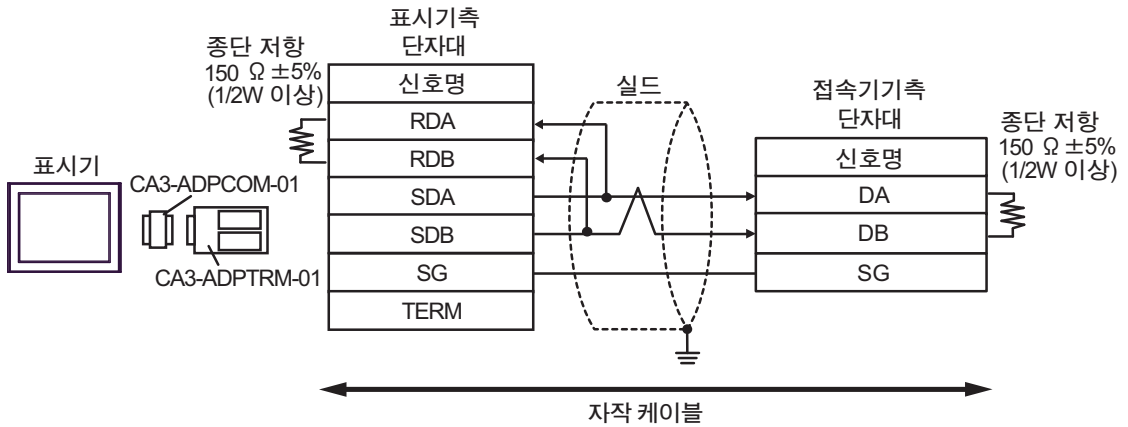 표시기측
단자대
종단 저항
150 Ω ±5%
(1/2W 이상)
신호명
RDA
RDB
SDA
SDB
SG
TERM
표시기
CA3-ADPCOM-01
CA3-ADPTRM-01
실드
접속기기측
단자대
신호명
DA
DB
SG
종단 저항
150 Ω ±5%
(1/2W 이상)
자작 케이블